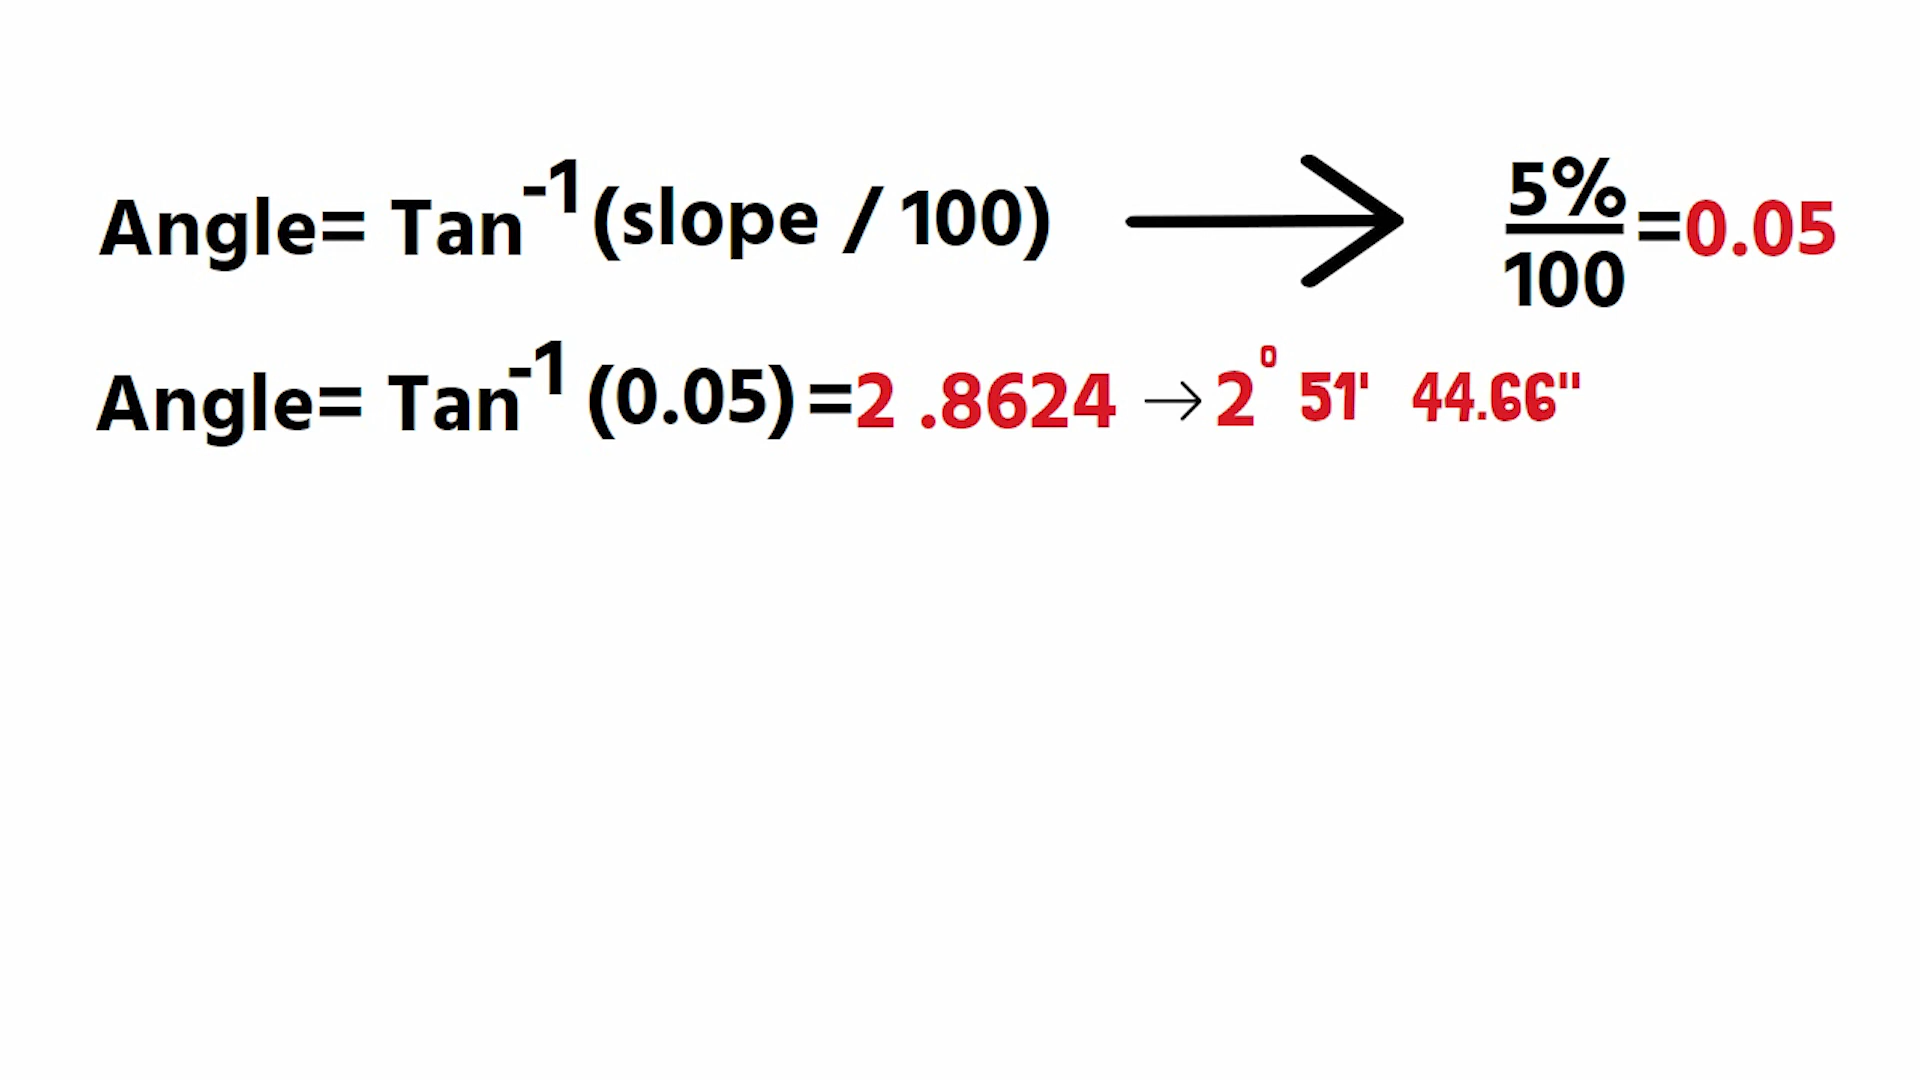 Angle= Tan⁻¹ (slope / 100) → 5%/100 =0.05
Angle= Tan⁻¹ (0.05) =2 .8624 → 2° 51' 44.66"